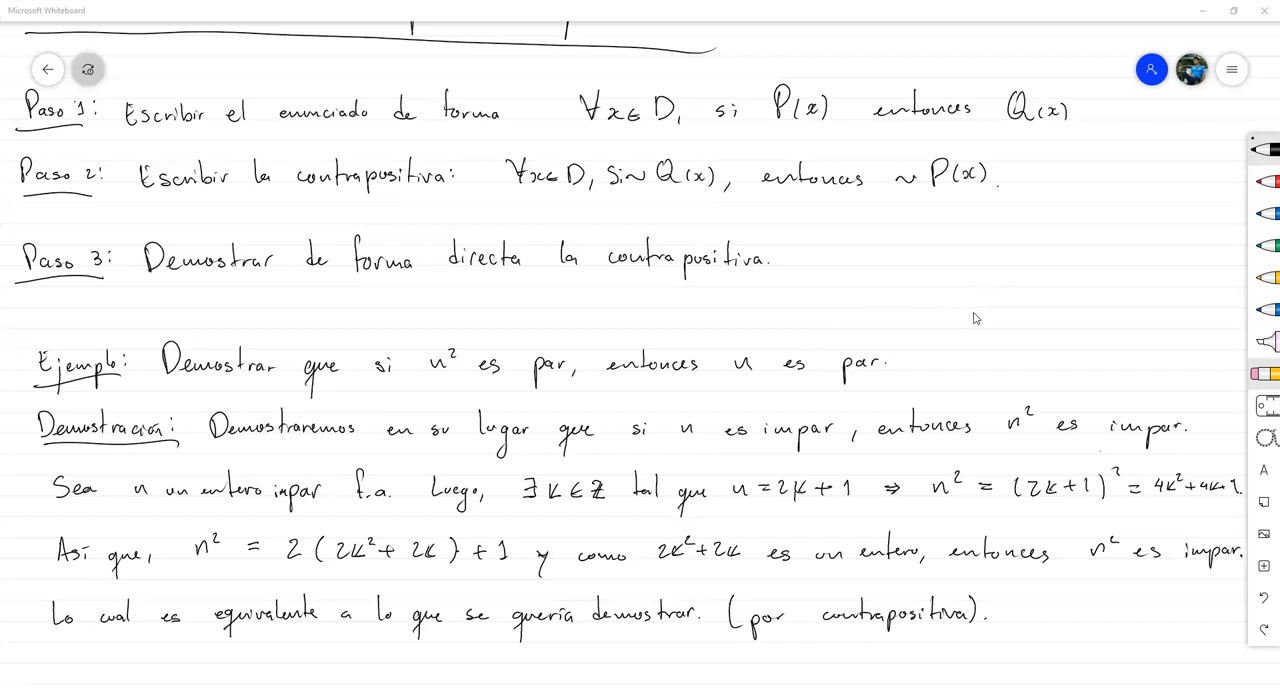 Microsoft Whiteboard
Paso 1: Escribir el enunciado de forma ∀x∈D, si P(x) entonces Q(x)
Paso 2: Escribir la contrapositiva: ∀x∈D, si ~Q(x), entonces ~P(x).
Paso 3: Demostrar de forma directa la contrapositiva.
Ejemplo: Demostrar que si n² es par, entonces n es par.
Demostración: Demostraremos en su lugar que si n es impar, entonces n² es impar.
Sea n un entero impar f.a. Luego, ∃k∈ℤ tal que n=2k+1 ⇒ n² = (2k+1)² = 4k²+4k+1.
Así que, n² = 2(2k²+2k)+1 y como 2k²+2k es un entero, entonces n² es impar.
Lo cual es equivalente a lo que se quería demostrar. (por contrapositiva).